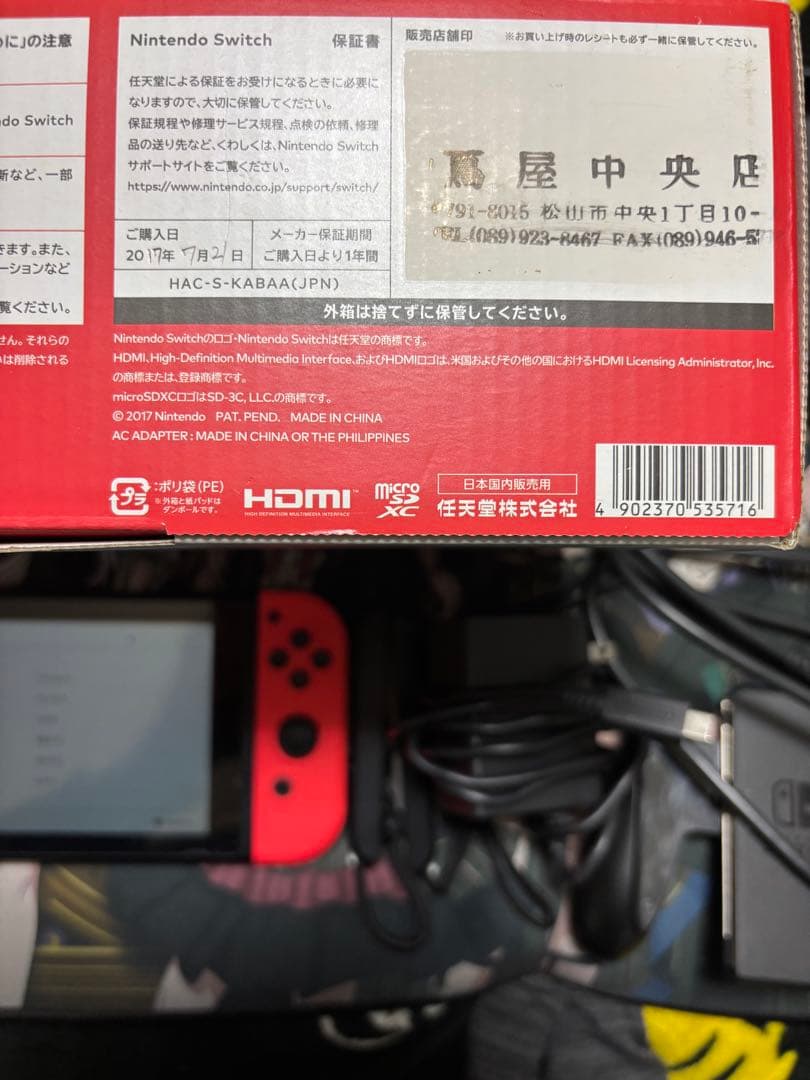 に」の注意
do Switch
新など、一部
きます。また、
ーションなど
覧ください。
せん。それらの
いは削除される
Nintendo Switch 保証書
任天堂による保証をお受けになるときに必要に
なりますので、大切に保管してください。
保証規程や修理サービス規程、点検の依頼、修理
品の送り先など、くわしくは、Nintendo Switch
サポートサイトをご覧ください。
https://www.nintendo.co.jp/support/switch/
ご購入日 メーカー保証期間
2017年 7月21日 ご購入日より1年間
HAC-S-KABAA(JPN)
販売店舗印 ※お買い上げ時のレシートも必ず一緒に保管してください。
蔦屋中央店
791-8015 松山市中央1丁目10-
TEL(089)923-8467 FAX(089)946-5
外箱は捨てずに保管してください。
Nintendo Switchのロゴ・Nintendo Switchは任天堂の商標です。
HDMI、High-Definition Multimedia Interface、およびHDMIロゴは、米国およびその他の国におけるHDMI Licensing Administrator, Inc.
の商標または、登録商標です。
microSDXCロゴはSD-3C, LLC.の商標です。
© 2017 Nintendo PAT. PEND. MADE IN CHINA
AC ADAPTER : MADE IN CHINA OR THE PHILIPPINES
プラ :ポリ袋(PE)
※外箱と紙パッドは
ダンボールです。
HDMI™
HIGH DEFINITION MULTIMEDIA INTERFACE
micro
SD
XC
日本国内販売用
任天堂株式会社
4 902370 535716